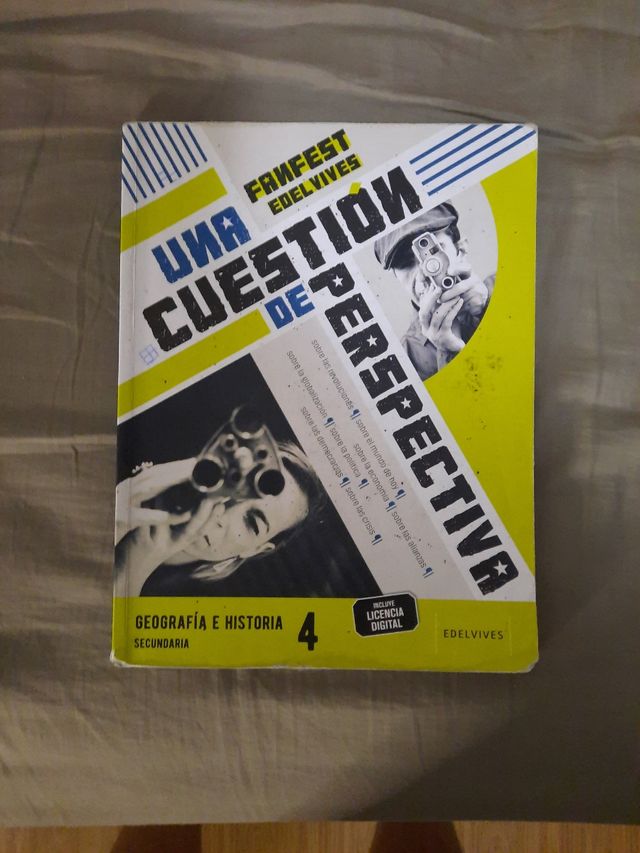 FANFEST
EDELVIVES
UNA
CUESTIÓN
DE
PERSPECTIVA
sobre las revoluciones ¶ sobre el mundo de hoy ¶
sobre la globalización ¶ sobre la economía ¶ sobre las alianzas ¶
sobre la política ¶
sobre las democracias ¶ sobre las crisis ¶
GEOGRAFÍA E HISTORIA
SECUNDARIA
4
INCLUYE
LICENCIA
DIGITAL
EDELVIVES